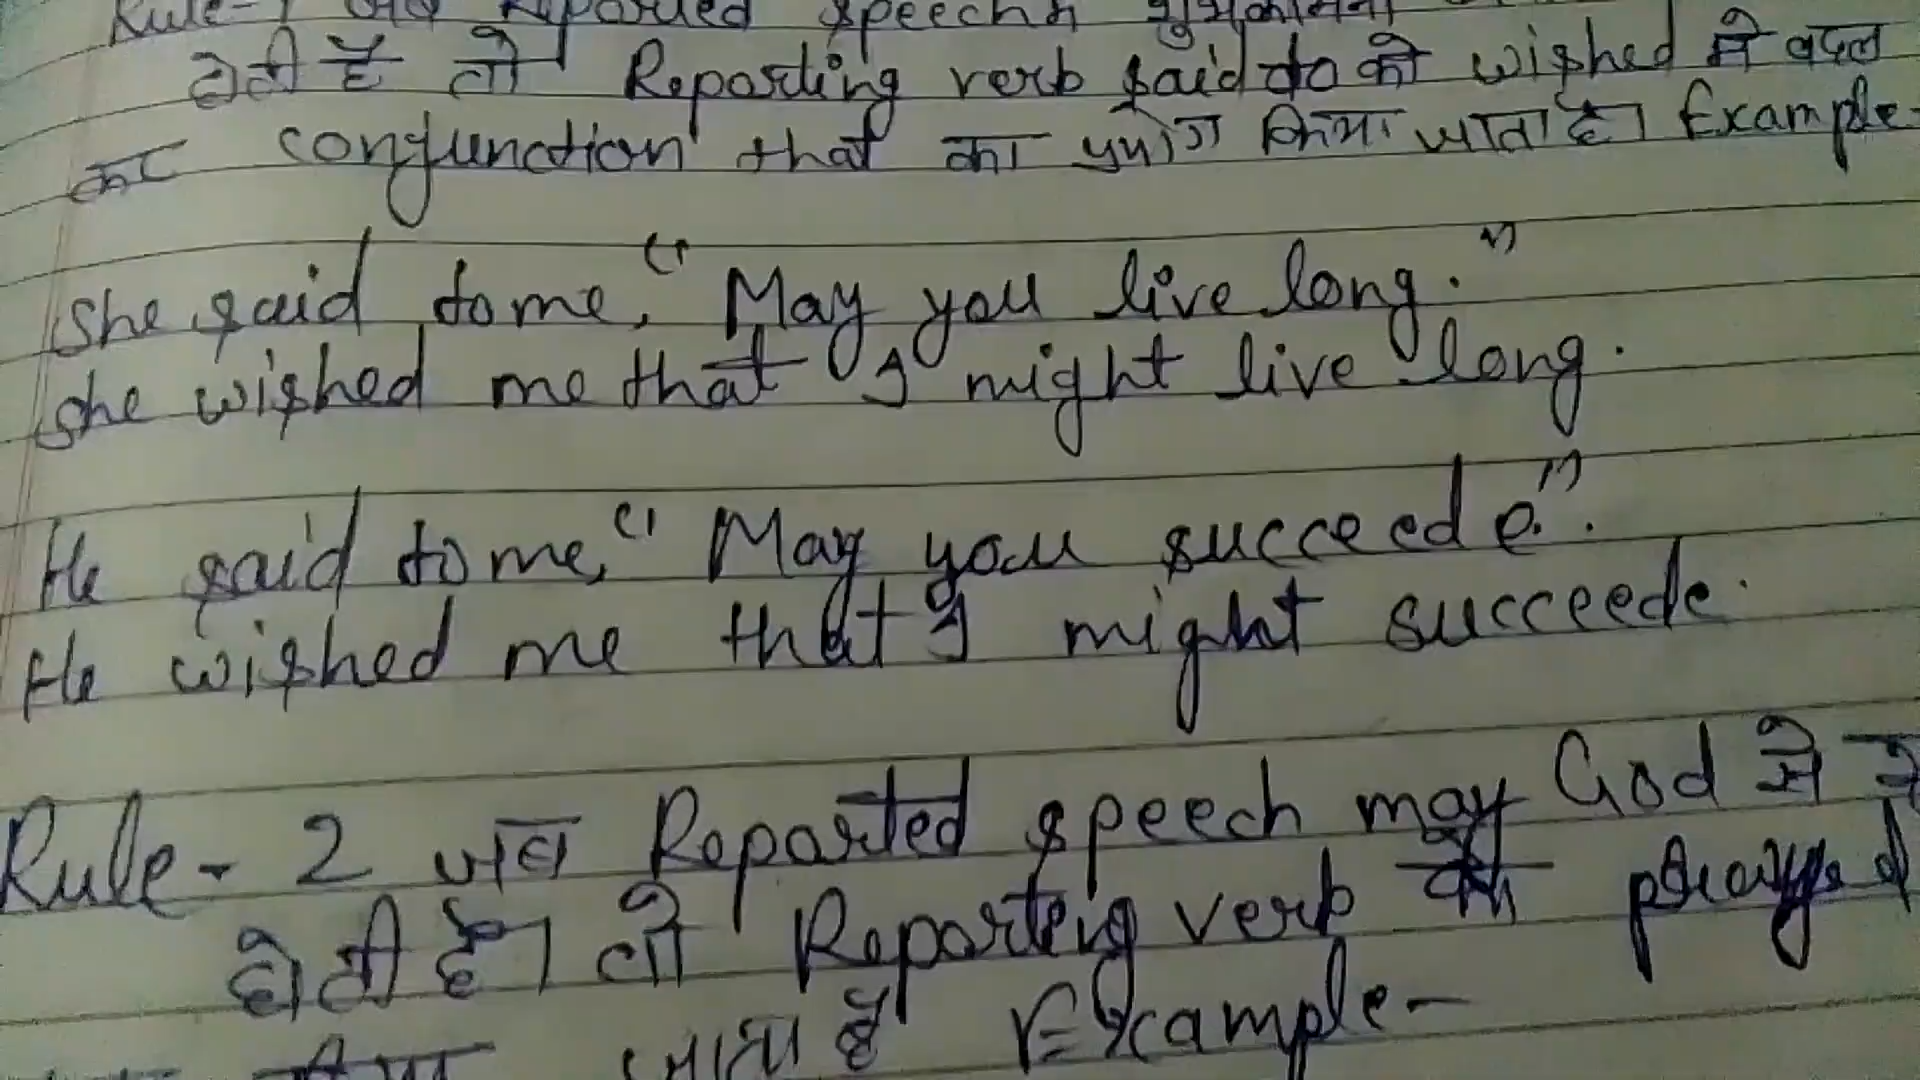 Rule-1 जब Reported speech में शुभकामना
होती है तो Reporting verb said to को wished मे बदल
कर conjunction that का प्रयोग किया जाता है। Example-
She said to me, "May you live long."
She wished me that I might live long.
He said to me, "May you succeede."
He wished me that I might succeede.
Rule- 2 जब Reported speech may God से
होती है। तो Reporting verb को prayed
जाता है Example-